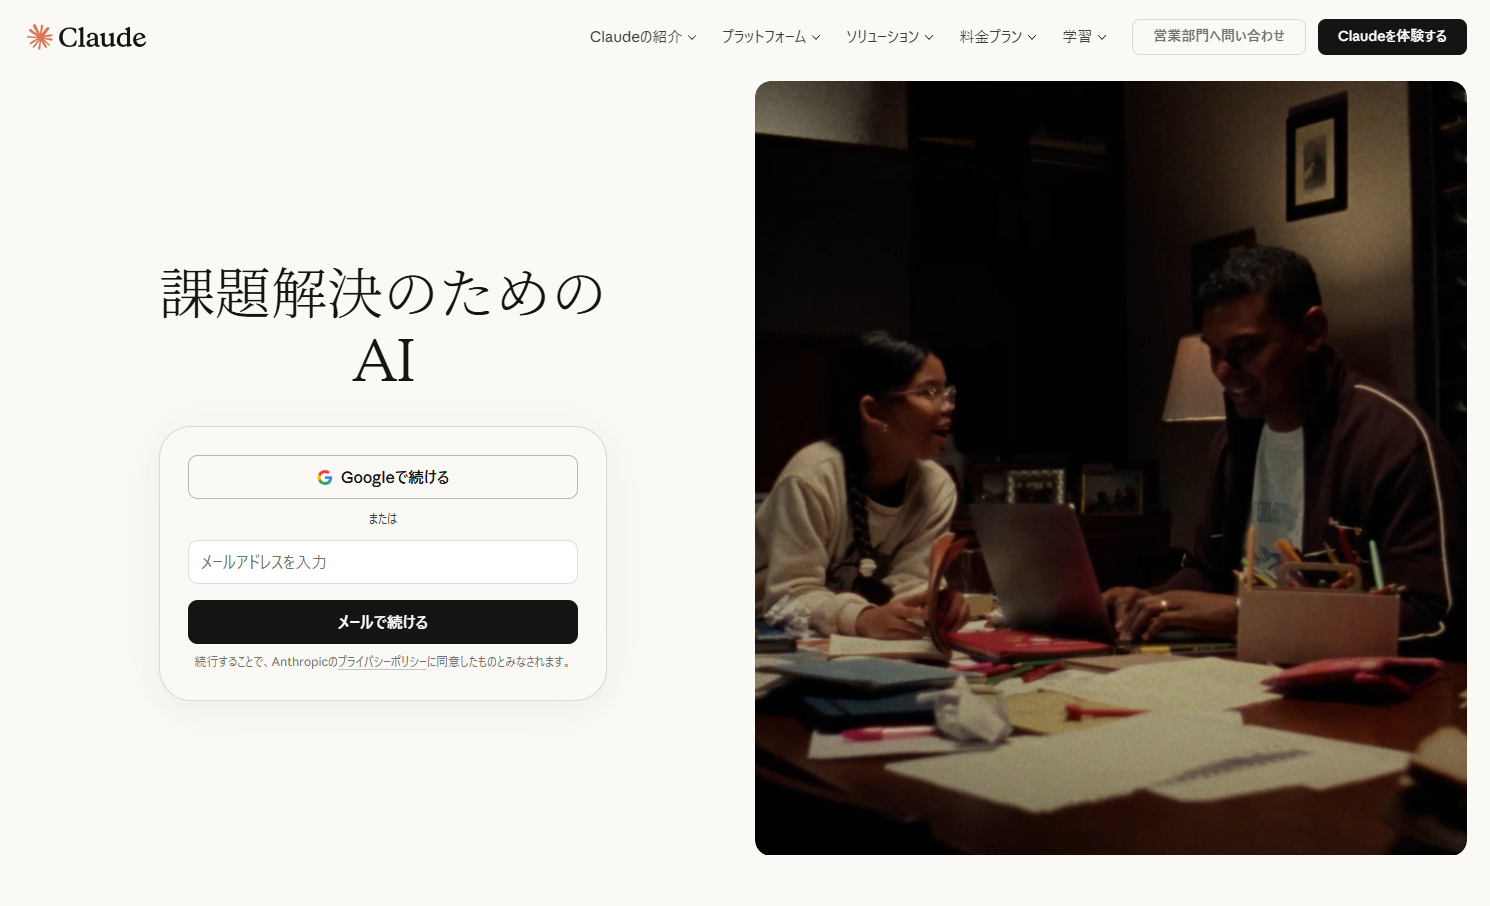 Claude
Claudeの紹介 プラットフォーム ソリューション 料金プラン 学習 営業部門へ問い合わせ Claudeを体験する
課題解決のための
AI
Googleで続ける
または
メールアドレスを入力
メールで続ける
続行することで、Anthropicのプライバシーポリシーに同意したものとみなされます。